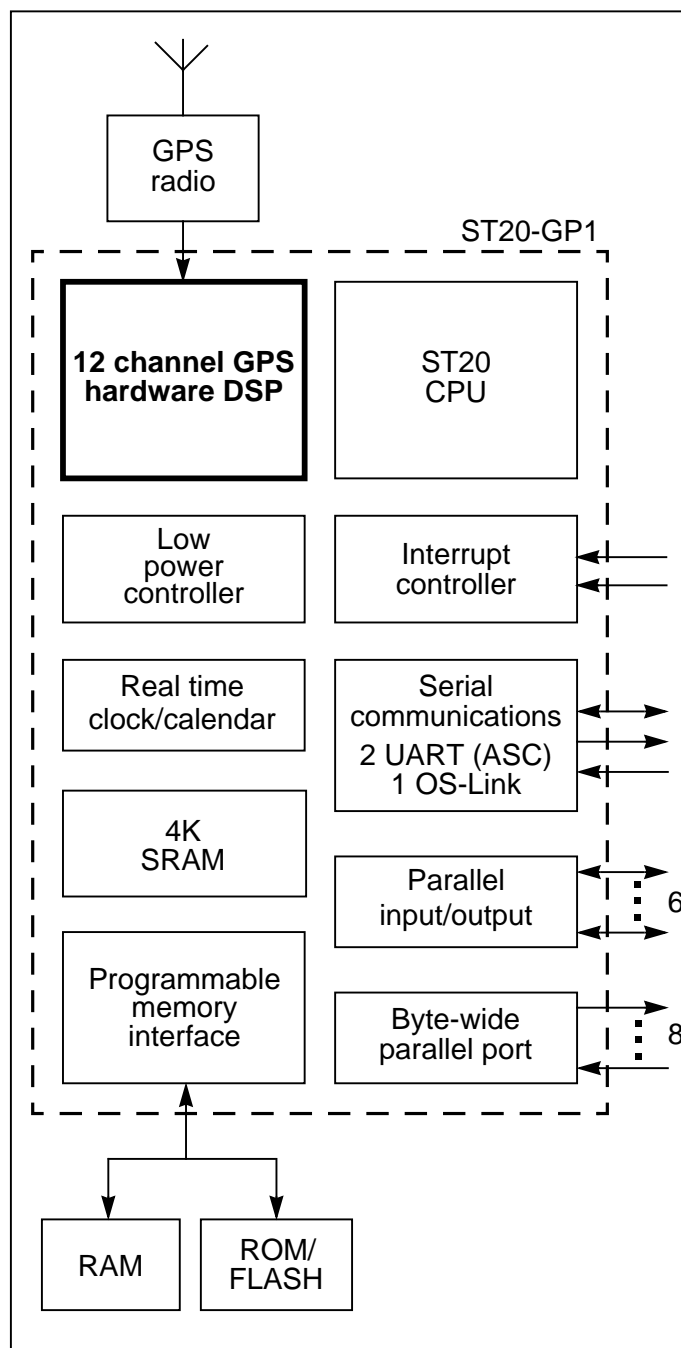 GPS
radio
ST20-GP1
12 channel GPS
hardware DSP
ST20
CPU
Low
power
controller
Interrupt
controller
Real time
clock/calendar
Serial
communications
2 UART (ASC)
1 OS-Link
4K
SRAM
Parallel
input/output
6
Programmable
memory
interface
Byte-wide
parallel port
8
RAM
ROM/
FLASH